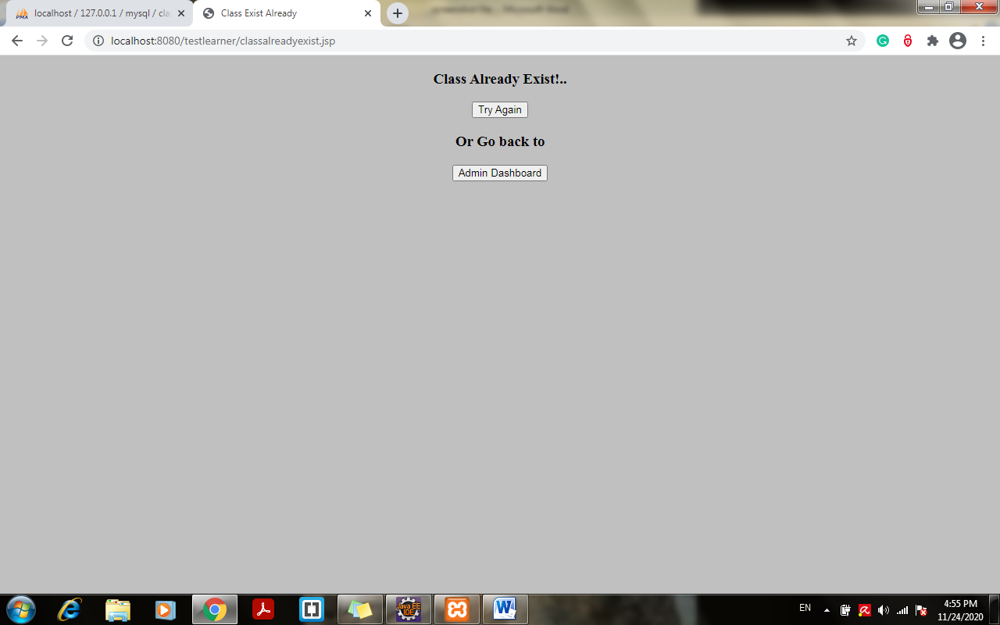 localhost / 127.0.0.1 / mysql / cla
Class Exist Already
localhost:8080/testlearner/classalreadyexist.jsp
Class Already Exist!..
Try Again
Or Go back to
Admin Dashboard
PMA
Java EE
IDE
EN
4:55 PM
11/24/2020